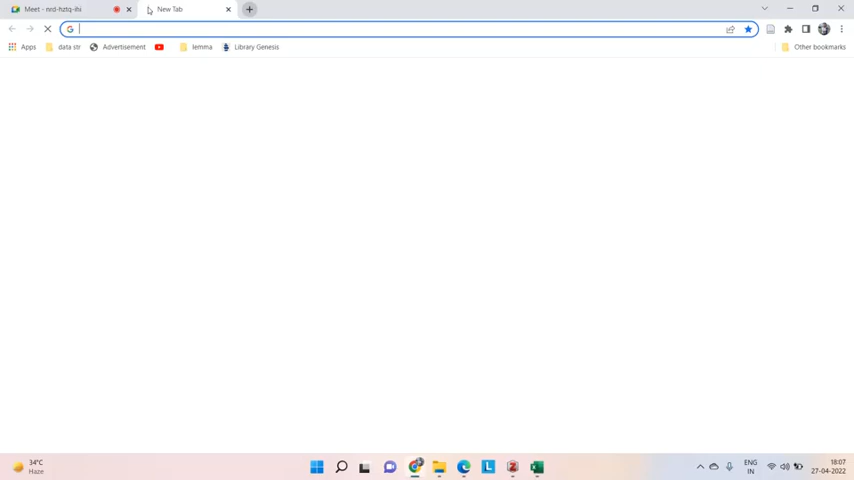 Meet - nrd-hztq-ihi
New Tab
Apps
data str
Advertisement
lemma
Library Genesis
Other bookmarks
34°C
Haze
ENG
IN
18:07
27-04-2022